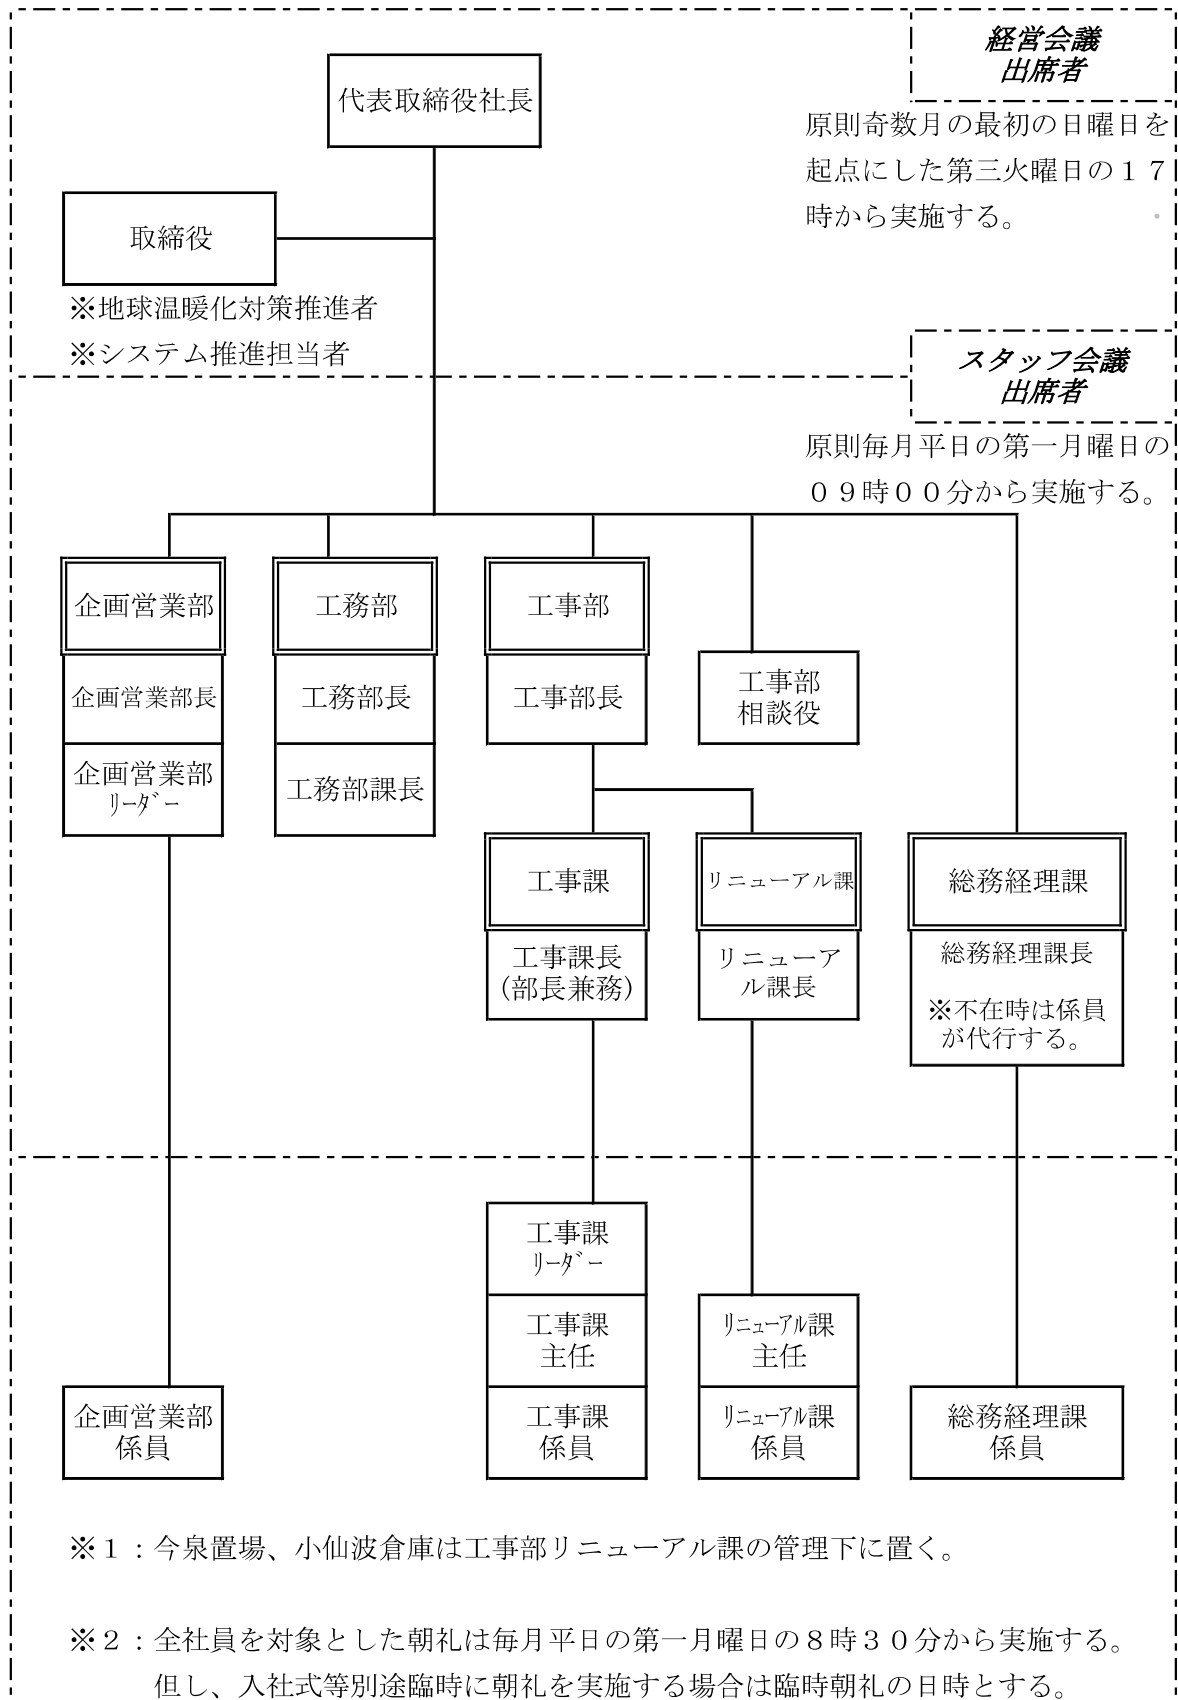 経営会議
出席者
代表取締役社長
原則奇数月の最初の日曜日を
起点にした第三火曜日の１７
時から実施する。
取締役
※地球温暖化対策推進者
※システム推進担当者
スタッフ会議
出席者
原則毎月平日の第一月曜日の
０９時００分から実施する。
企画営業部
工務部
工事部
企画営業部長
工務部長
工事部長
工事部
相談役
企画営業部
ﾘｰﾀﾞｰ
工務部課長
工事課
リニューアル課
総務経理課
工事課長
(部長兼務)
リニューア
ル課長
総務経理課長
※不在時は係員
が代行する。
工事課
ﾘｰﾀﾞｰ
工事課
主任
ﾘﾆｭｰｱﾙ課
主任
企画営業部
係員
工事課
係員
ﾘﾆｭｰｱﾙ課
係員
総務経理課
係員
※１：今泉置場、小仙波倉庫は工事部リニューアル課の管理下に置く。
※２：全社員を対象とした朝礼は毎月平日の第一月曜日の８時３０分から実施する。
但し、入社式等別途臨時に朝礼を実施する場合は臨時朝礼の日時とする。